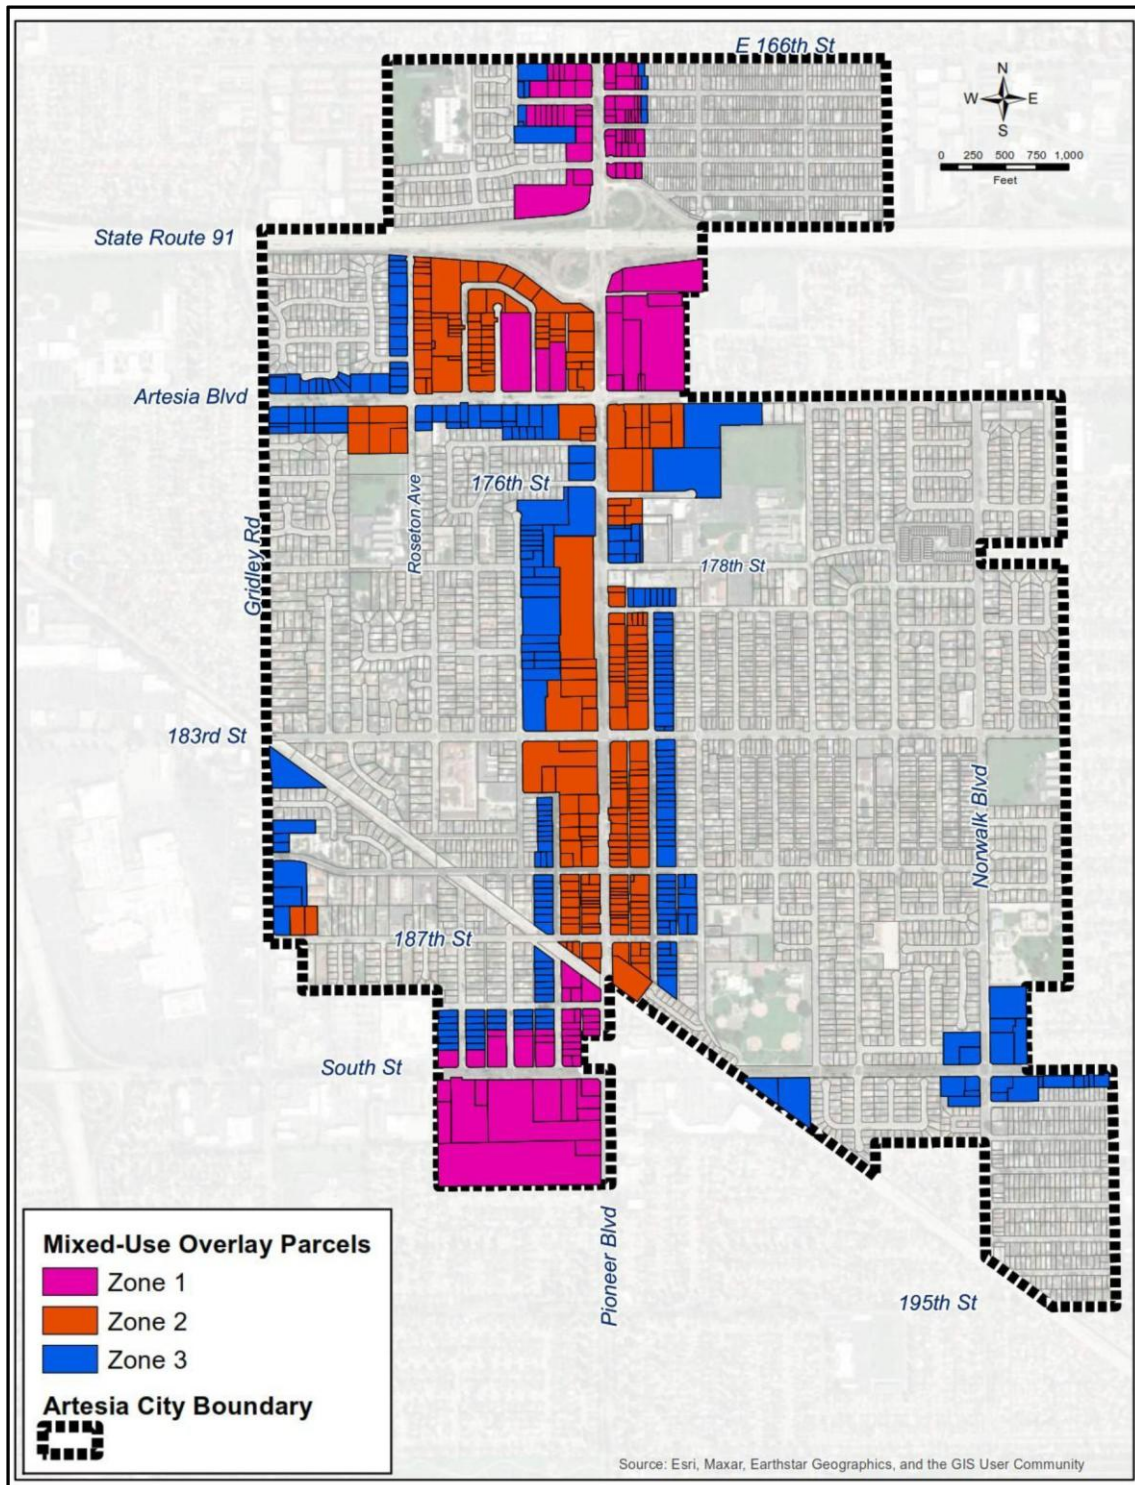 E 166th St
N
W E
S
0 250 500 750 1,000
Feet
State Route 91
Artesia Blvd
176th St
Roseton Ave
178th St
Gridley Rd
183rd St
Norwalk Blvd
187th St
South St
Pioneer Blvd
195th St
Mixed-Use Overlay Parcels
Zone 1
Zone 2
Zone 3
Artesia City Boundary
Source: Esri, Maxar, Earthstar Geographics, and the GIS User Community